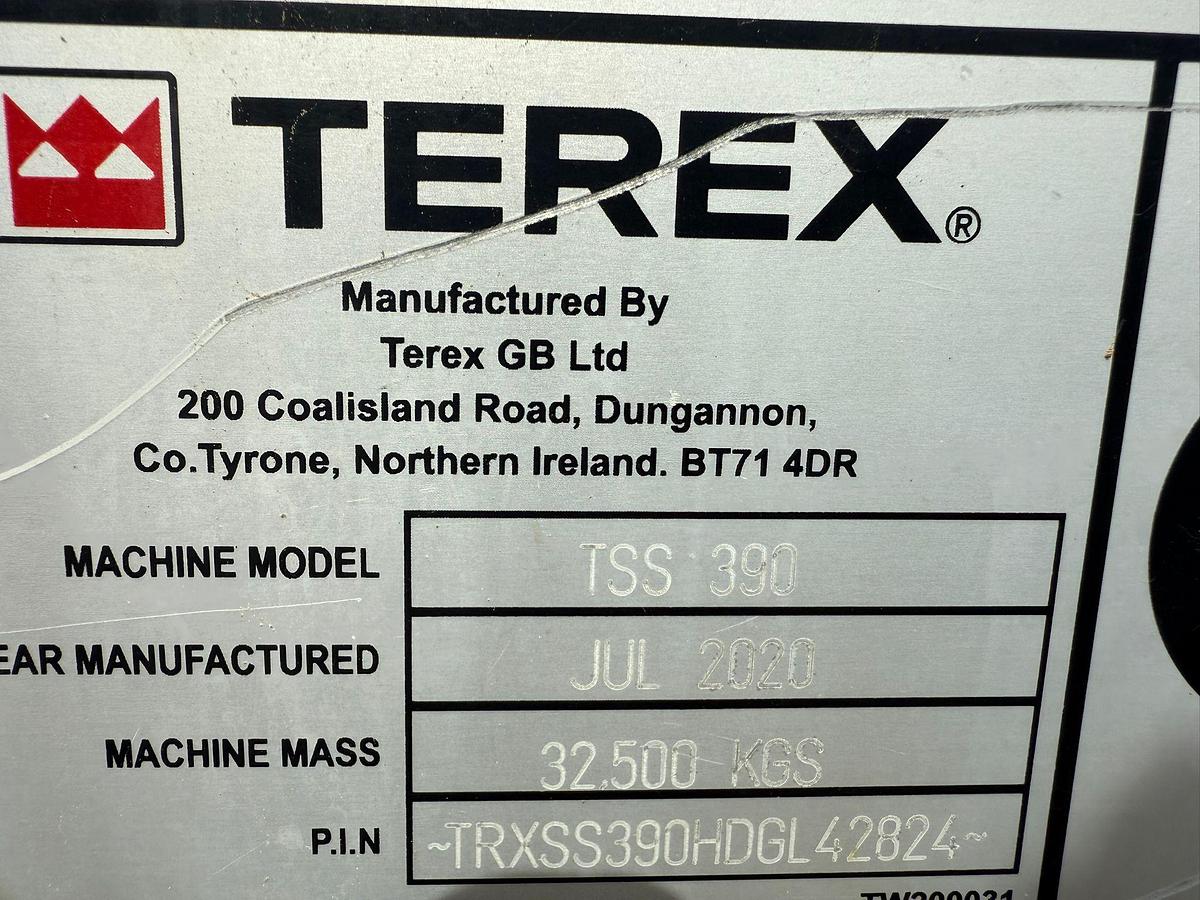 TEREX®
Manufactured By
Terex GB Ltd
200 Coalisland Road, Dungannon,
Co.Tyrone, Northern Ireland. BT71 4DR
MACHINE MODEL TSS 390
EAR MANUFACTURED JUL 2020
MACHINE MASS 32,500 KGS
P.I.N ~TRXSS390HDGL42824~